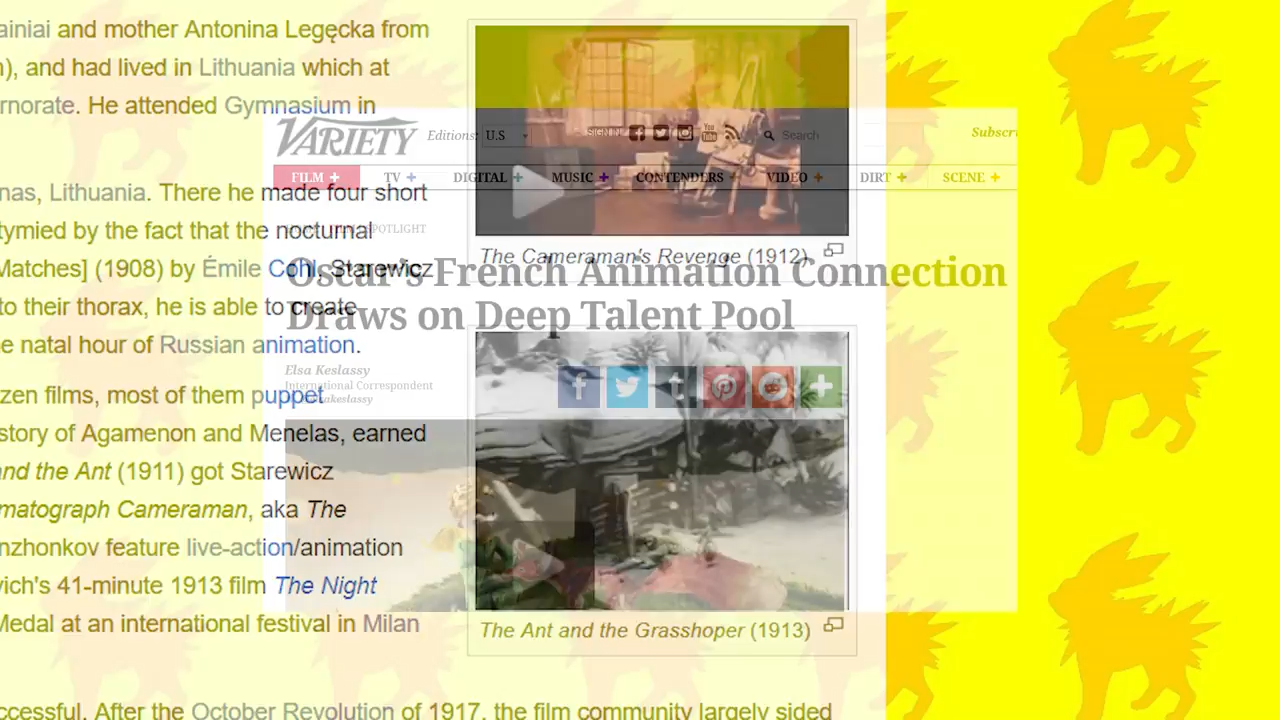 ainiai and mother Antonina Legęcka from
), and had lived in Lithuania which at
rnorate. He attended Gymnasium in
nas, Lithuania. There he made four short
tymied by the fact that the nocturnal
Matches] (1908) by Émile Cohl, Starewicz
to their thorax, he is able to create
e natal hour of Russian animation.
zen films, most of them puppet
story of Agamenon and Menelas, earned
and the Ant (1911) got Starewicz
matograph Cameraman, aka The
nzhonkov feature live-action/animation
vich's 41-minute 1913 film The Night
Medal at an international festival in Milan
ccessful. After the October Revolution of 1917, the film community largely sided
The Cameraman's Revenge (1912)
The Ant and the Grasshoper (1913)
VARIETY
Editions: U.S
SIGN IN
You Tube
Search
Subscri
FILM + TV + DIGITAL + MUSIC + CONTENDERS + VIDEO + DIRT + SCENE +
SPOTLIGHT
Oscar's French Animation Connection
Draws on Deep Talent Pool
Elsa Keslassy
International Correspondent